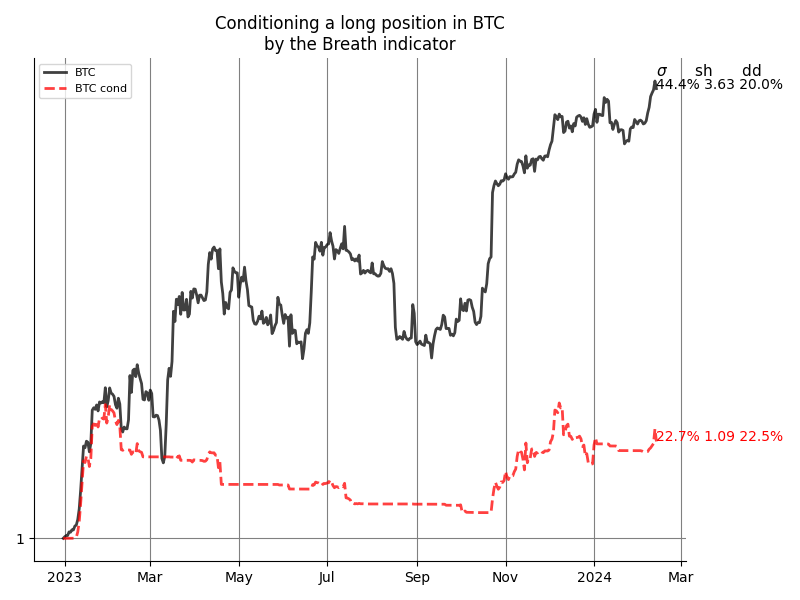 Conditioning a long position in BTC
by the Breath indicator
BTC
BTC cond
σ sh dd
44.4% 3.63 20.0%
22.7% 1.09 22.5%
1
2023 Mar May Jul Sep Nov 2024 Mar